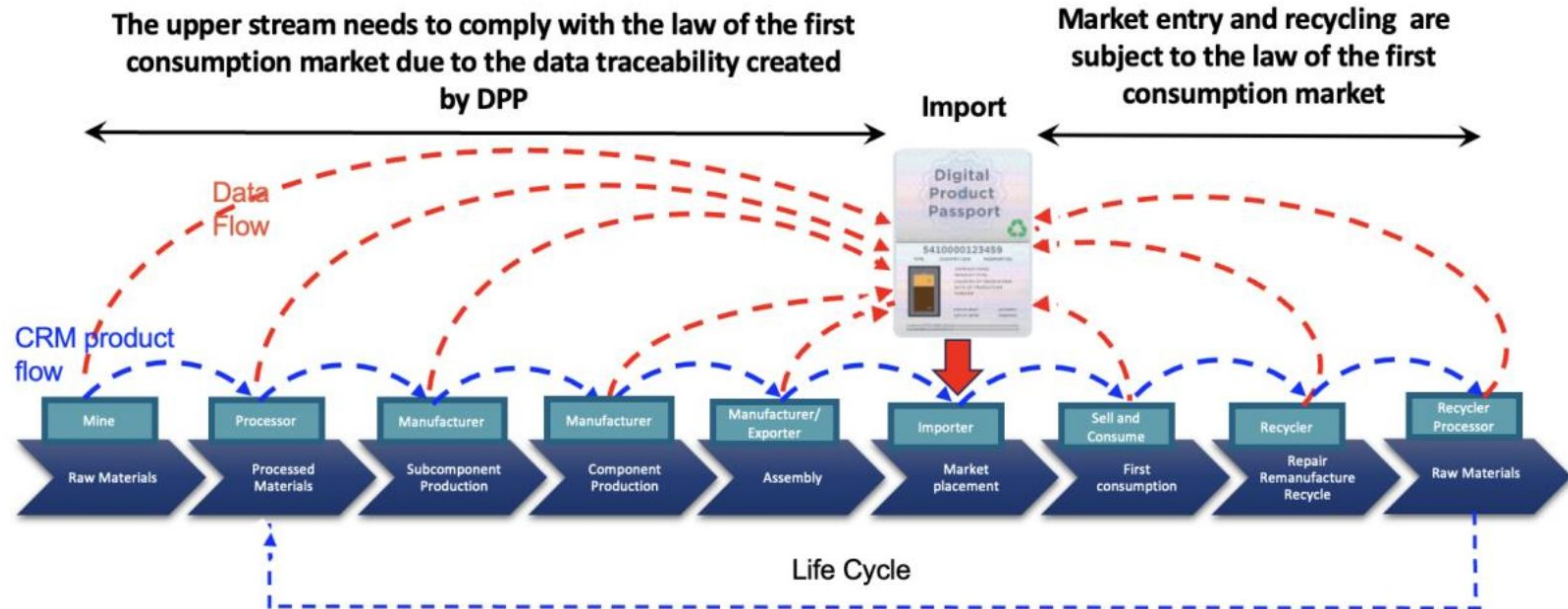 The upper stream needs to comply with the law of the first
consumption market due to the data traceability created
by DPP
Market entry and recycling are
subject to the law of the first
consumption market
Import
Data
Flow
Digital
Product
Passport
5410000123459
CRM product
flow
Mine
Processor
Manufacturer
Manufacturer
Manufacturer/
Exporter
Importer
Sell and
Consume
Recycler
Recycler
Processor
Raw Materials
Processed
Materials
Subcomponent
Production
Component
Production
Assembly
Market
placement
First
consumption
Repair
Remanufacture
Recycle
Raw Materials
Life Cycle